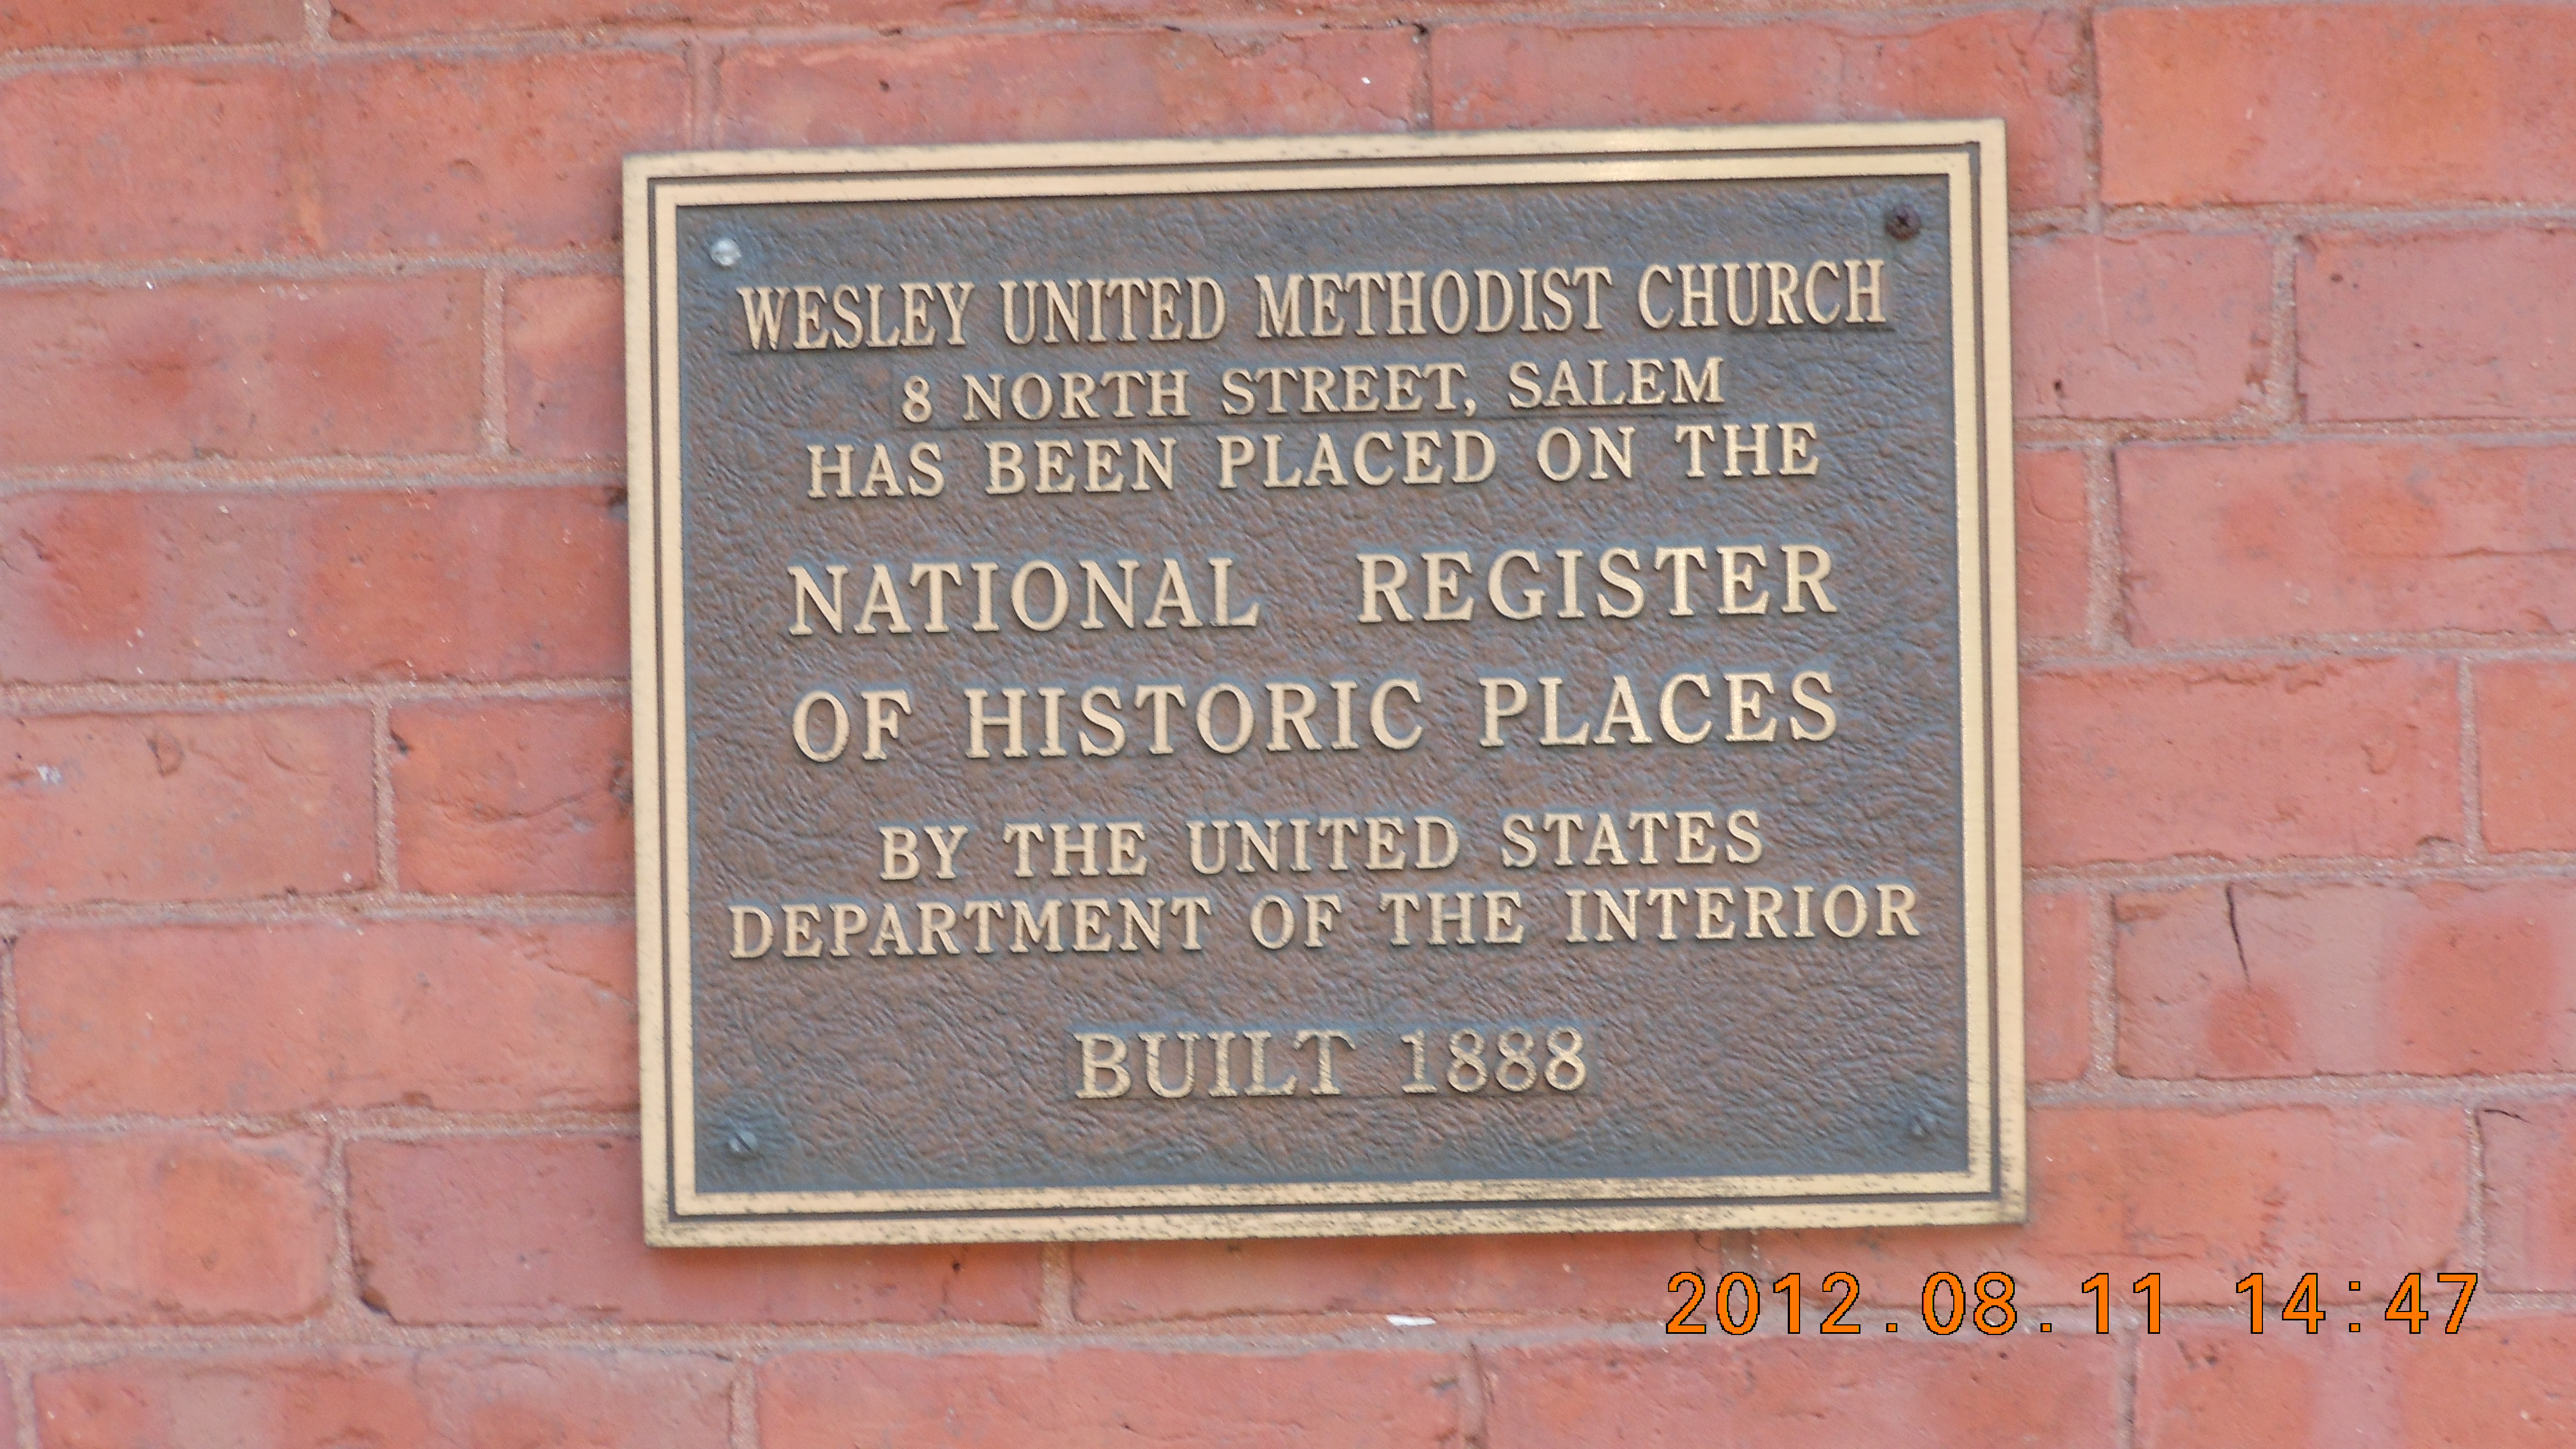 WESLEY UNITED METHODIST CHURCH
8 NORTH STREET, SALEM
HAS BEEN PLACED ON THE
NATIONAL REGISTER
OF HISTORIC PLACES
BY THE UNITED STATES
DEPARTMENT OF THE INTERIOR
BUILT 1888
2012.08.11 14:47